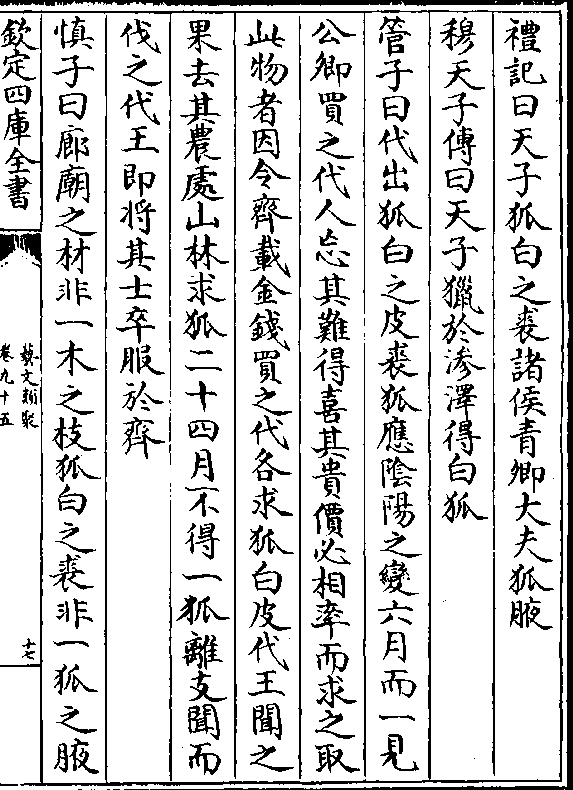 禮記曰天子狐白之裘諸侯青卿大夫狐腋
穆天子傳曰天子獵於渗澤得白狐
管子曰代出狐白之皮裘狐應陰陽之變六月而一見
公卿買之代人忘其難得喜其貴價必相率而求之取
此物者因令齊載金錢買之代各求狐白皮代王聞之
果去其農處山林求狐二十四月不得一狐離支聞而
伐之代王即將其士卒服於齊
慎子曰廊廟之材非一木之枝狐白之裘非一狐之腋
欽定四庫全書
藝文類聚
卷九十五
十七